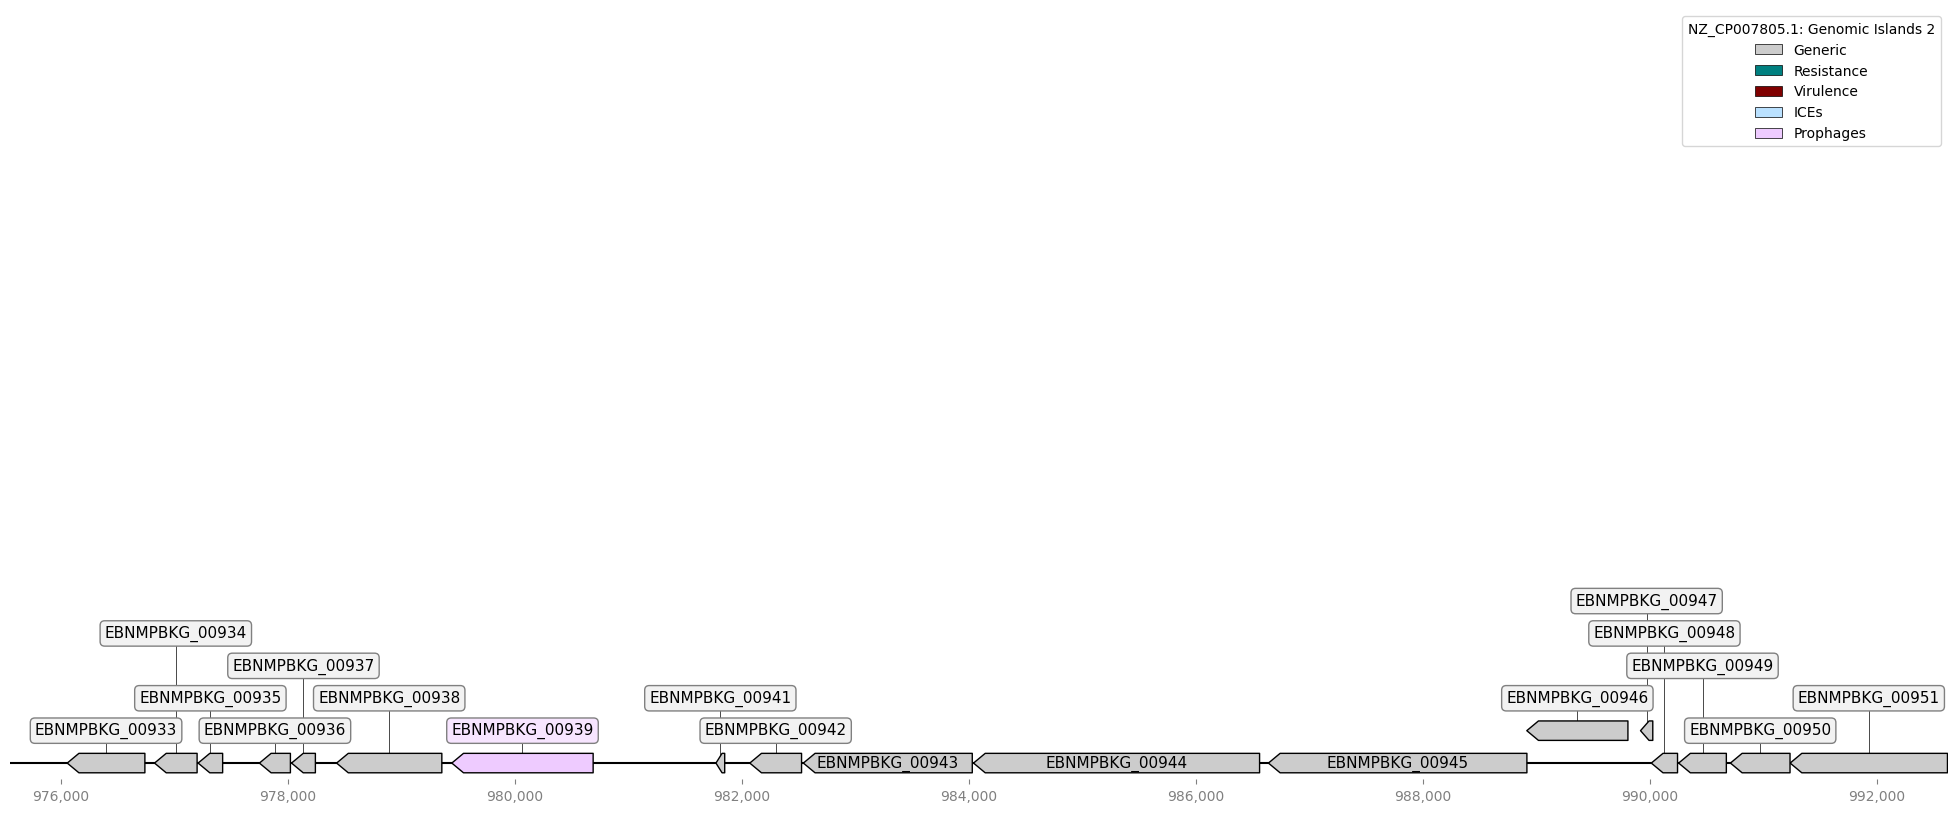 NZ_CP007805.1: Genomic Islands 2
Generic
Resistance
Virulence
ICEs
Prophages
EBNMPBKG_00947
EBNMPBKG_00934
EBNMPBKG_00948
EBNMPBKG_00937
EBNMPBKG_00949
EBNMPBKG_00935
EBNMPBKG_00938
EBNMPBKG_00941
EBNMPBKG_00946
EBNMPBKG_00951
EBNMPBKG_00933
EBNMPBKG_00936
EBNMPBKG_00939
EBNMPBKG_00942
EBNMPBKG_00950
EBNMPBKG_00943
EBNMPBKG_00944
EBNMPBKG_00945
976,000
978,000
980,000
982,000
984,000
986,000
988,000
990,000
992,000